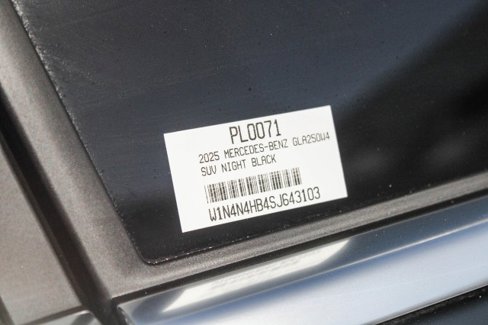 PL0071
2025 MERCEDES-BENZ GLA250W4
SUV NIGHT BLACK
W1N4N4HB4SJ643103